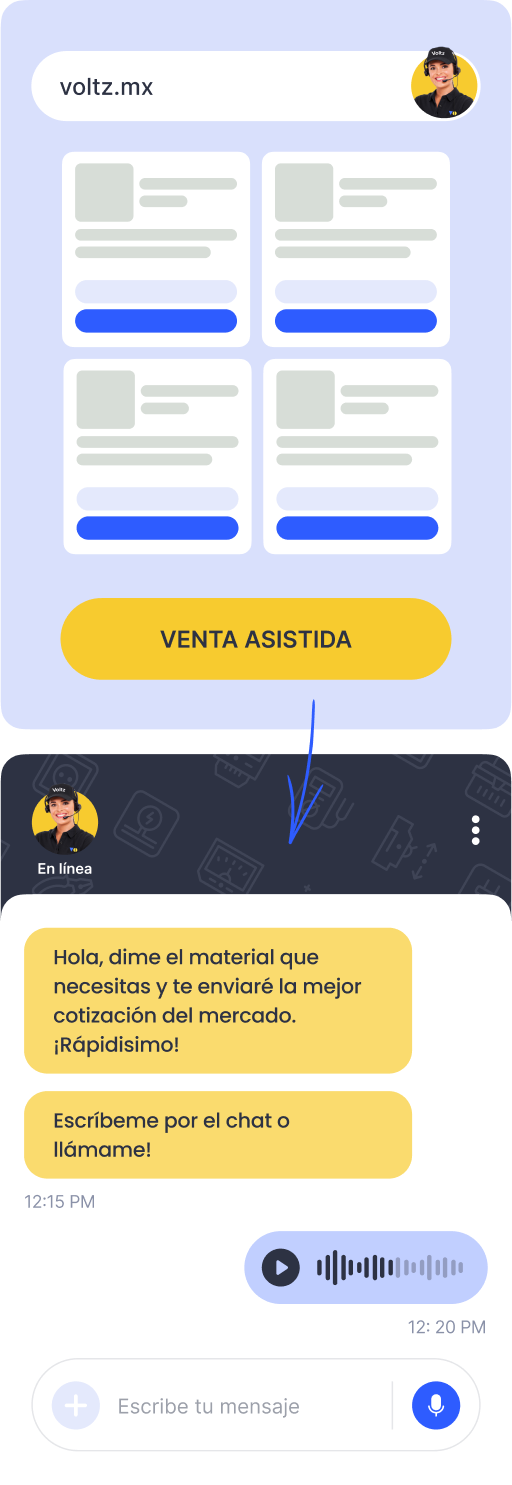 voltz.mx
Voltz
VENTA ASISTIDA
Voltz
En línea
Hola, dime el material que
necesitas y te enviaré la mejor
cotización del mercado.
¡Rápidisimo!
Escríbeme por el chat o
llámame!
12:15 PM
12: 20 PM
Escribe tu mensaje